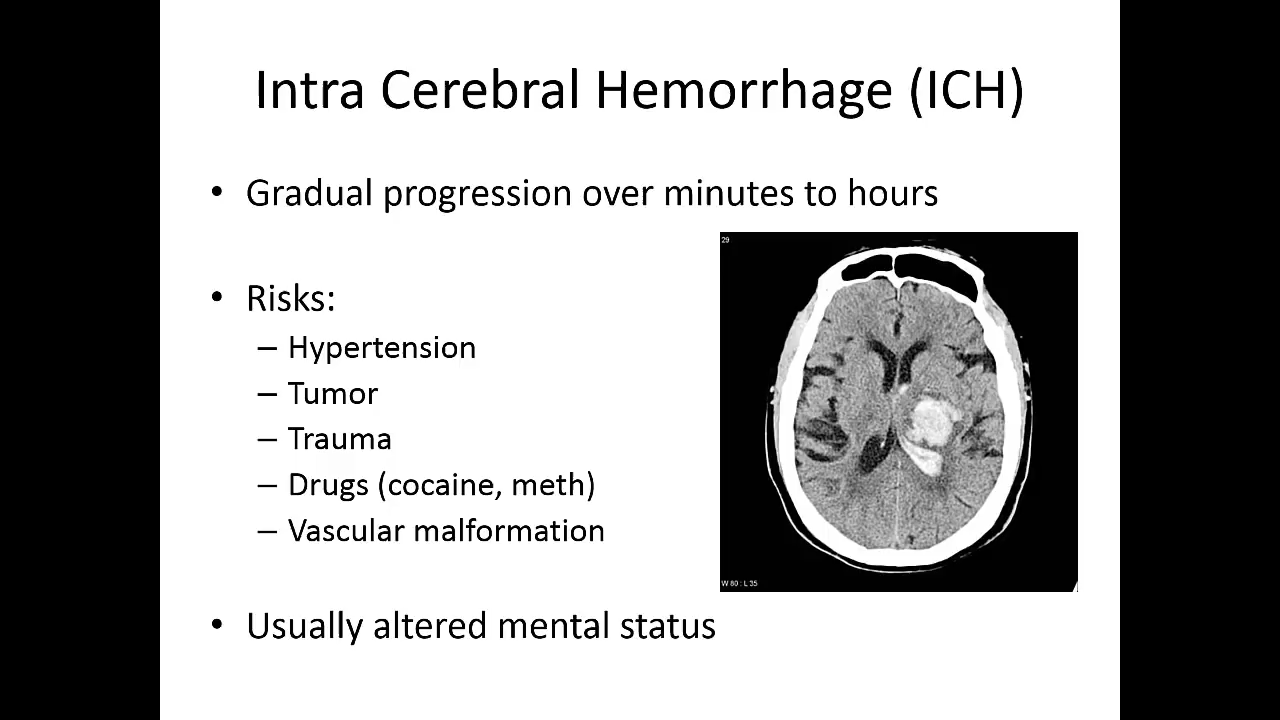 Intra Cerebral Hemorrhage (ICH)
• Gradual progression over minutes to hours
• Risks:
– Hypertension
– Tumor
– Trauma
– Drugs (cocaine, meth)
– Vascular malformation
• Usually altered mental status
29
W 80 : L 35